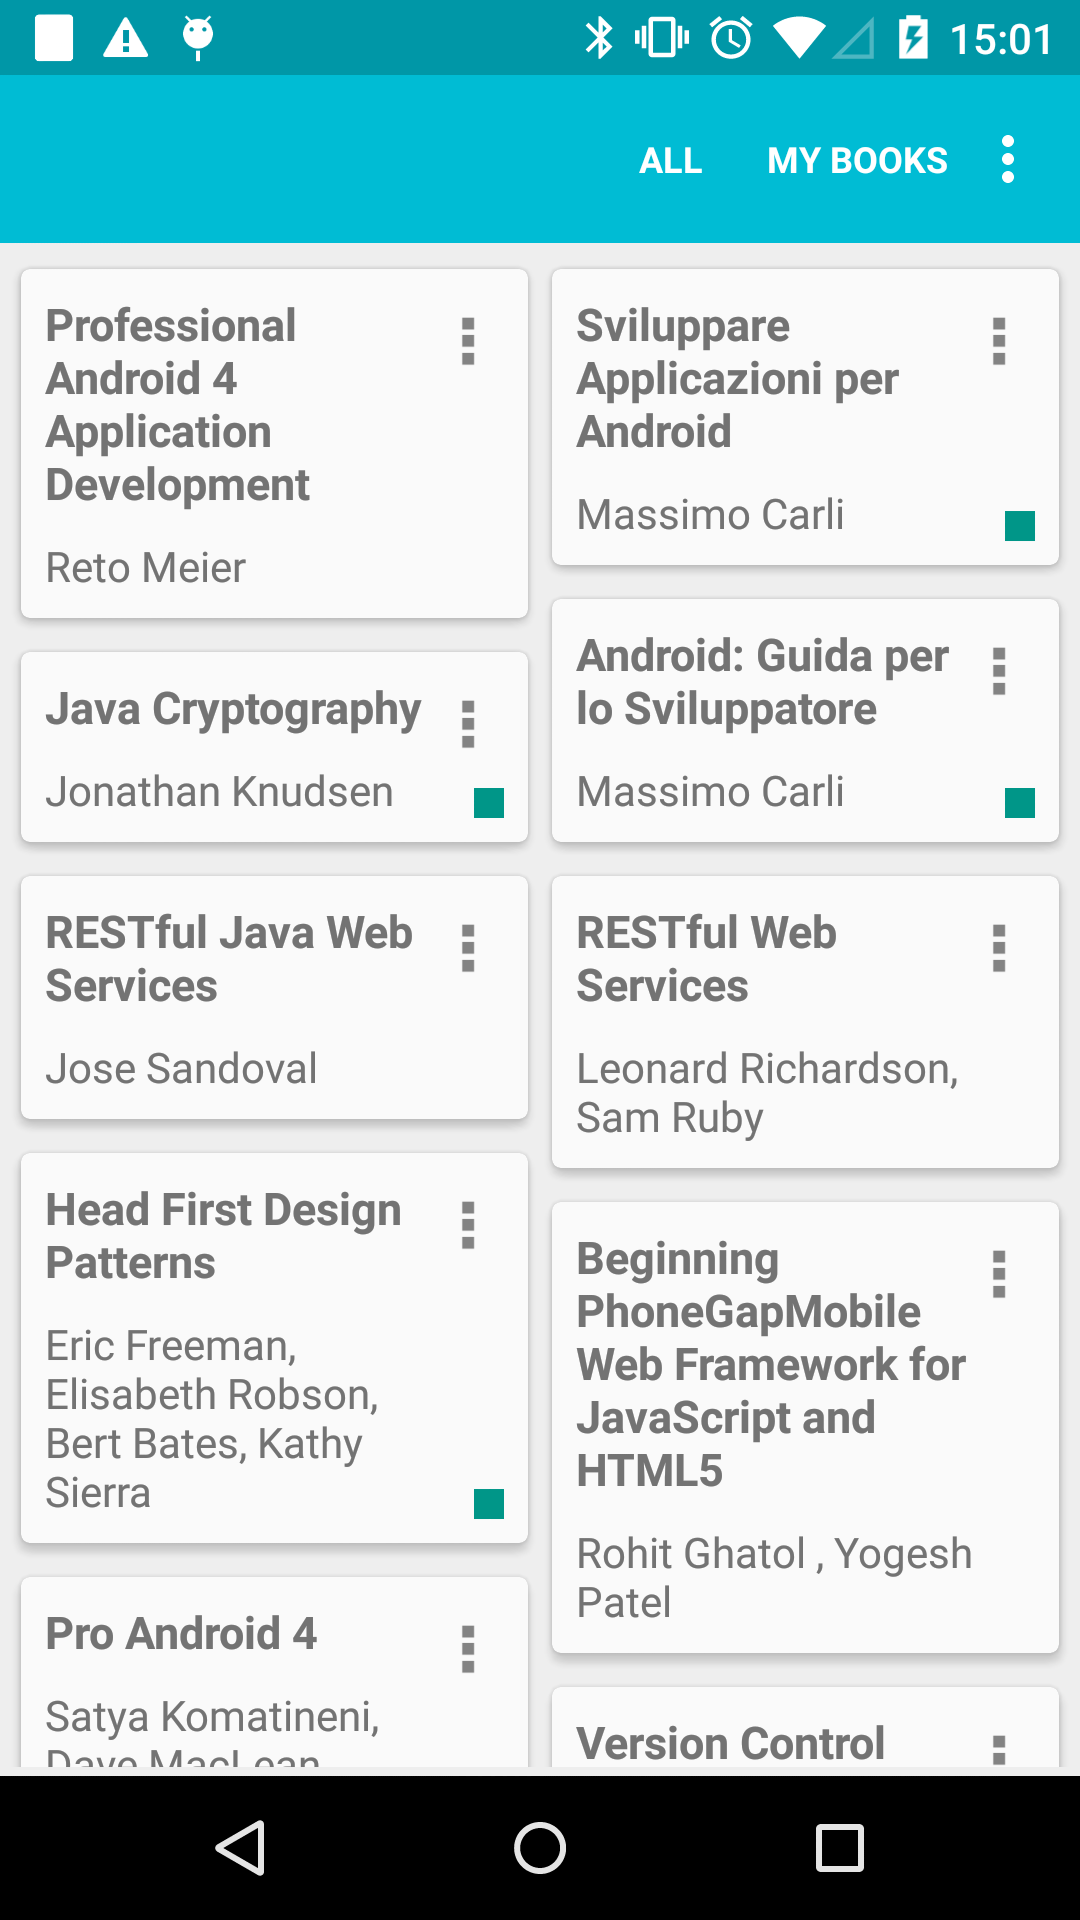 15:01
ALL MY BOOKS
Professional
Android 4
Application
Development
Reto Meier
Sviluppare
Applicazioni per
Android
Massimo Carli
Java Cryptography
Jonathan Knudsen
Android: Guida per
lo Sviluppatore
Massimo Carli
RESTful Java Web
Services
Jose Sandoval
RESTful Web
Services
Leonard Richardson,
Sam Ruby
Head First Design
Patterns
Eric Freeman,
Elisabeth Robson,
Bert Bates, Kathy
Sierra
Beginning
PhoneGapMobile
Web Framework for
JavaScript and
HTML5
Rohit Ghatol , Yogesh
Patel
Pro Android 4
Satya Komatineni,
Dave MacLean
Version Control